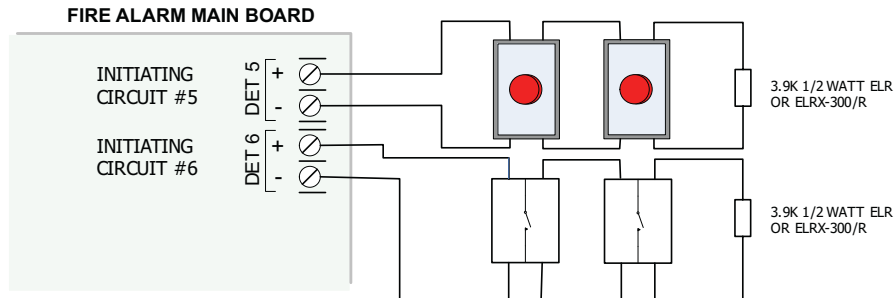 FIRE ALARM MAIN BOARD
INITIATING
CIRCUIT #5
DET 5
+
-
3.9K 1/2 WATT ELR
OR ELRX-300/R
INITIATING
CIRCUIT #6
DET 6
+
-
3.9K 1/2 WATT ELR
OR ELRX-300/R